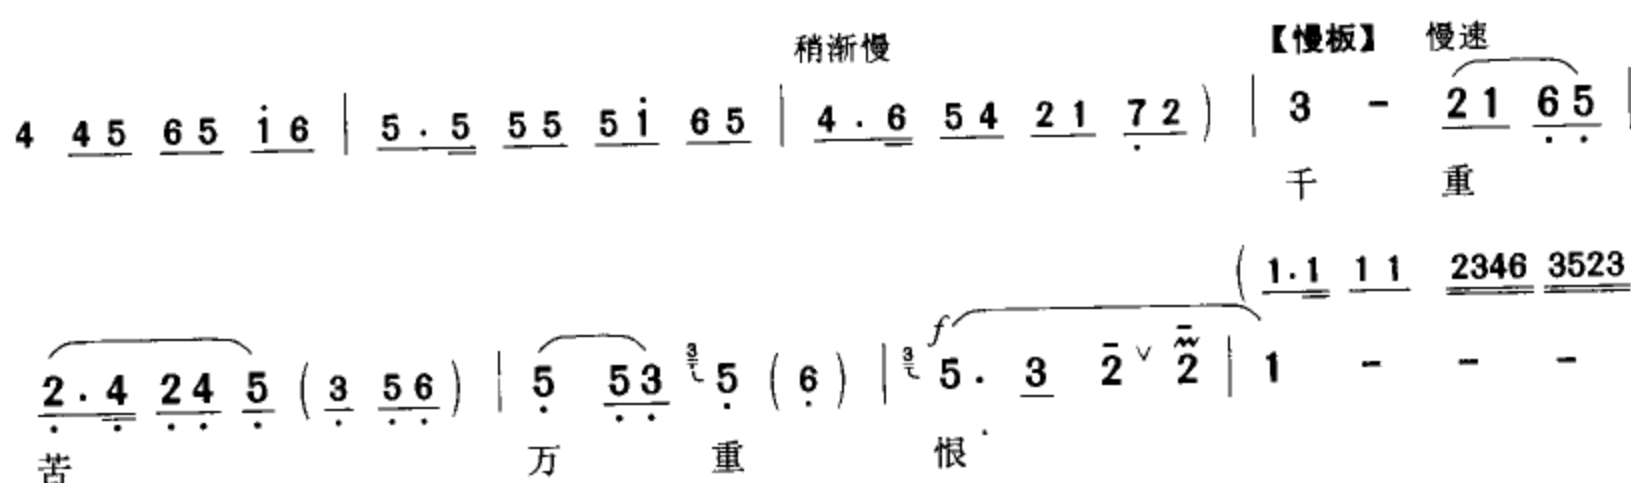 稍渐慢 【慢板】 慢速
4 45 65 i6 | 5.5 55 5i 65 | 4.6 54 21 72 ) | 3 - 21 65 |
千 重
( 1.1 11 2346 3523
2.4 24 5 ( 3 56 ) | 5 53 3 5 ( 6 ) | 3 f 5. 3 2 ∨ 2 | 1 - - -
苦 万 重 恨